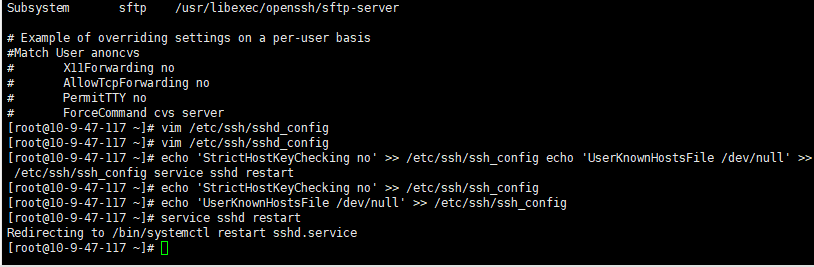 Subsystem       sftp    /usr/libexec/openssh/sftp-server

# Example of overriding settings on a per-user basis
#Match User anoncvs
#       X11Forwarding no
#       AllowTcpForwarding no
#       PermitTTY no
#       ForceCommand cvs server
[root@10-9-47-117 ~]# vim /etc/ssh/sshd_config
[root@10-9-47-117 ~]# vim /etc/ssh/sshd_config
[root@10-9-47-117 ~]# echo 'StrictHostKeyChecking no' >> /etc/ssh/ssh_config echo 'UserKnownHostsFile /dev/null' >>
 /etc/ssh/ssh_config service sshd restart
[root@10-9-47-117 ~]# echo 'StrictHostKeyChecking no' >> /etc/ssh/ssh_config
[root@10-9-47-117 ~]# echo 'UserKnownHostsFile /dev/null' >> /etc/ssh/ssh_config
[root@10-9-47-117 ~]# service sshd restart
Redirecting to /bin/systemctl restart sshd.service
[root@10-9-47-117 ~]#